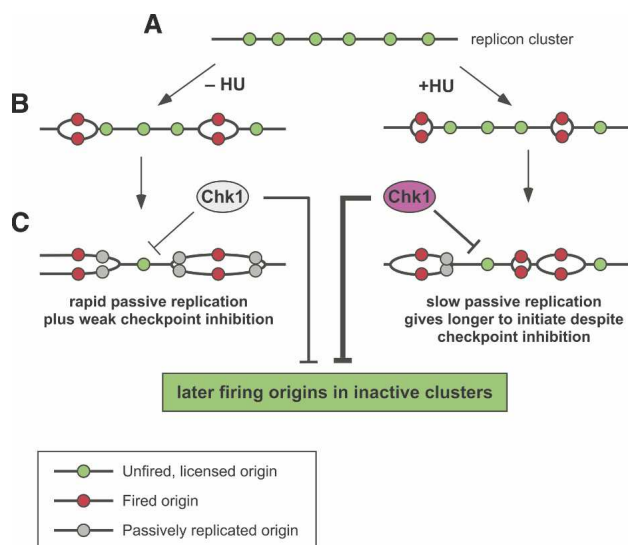 A
replicon cluster
– HU
+HU
B
Chk1
Chk1
C
rapid passive replication
plus weak checkpoint inhibition
slow passive replication
gives longer to initiate despite
checkpoint inhibition
later firing origins in inactive clusters
Unfired, licensed origin
Fired origin
Passively replicated origin